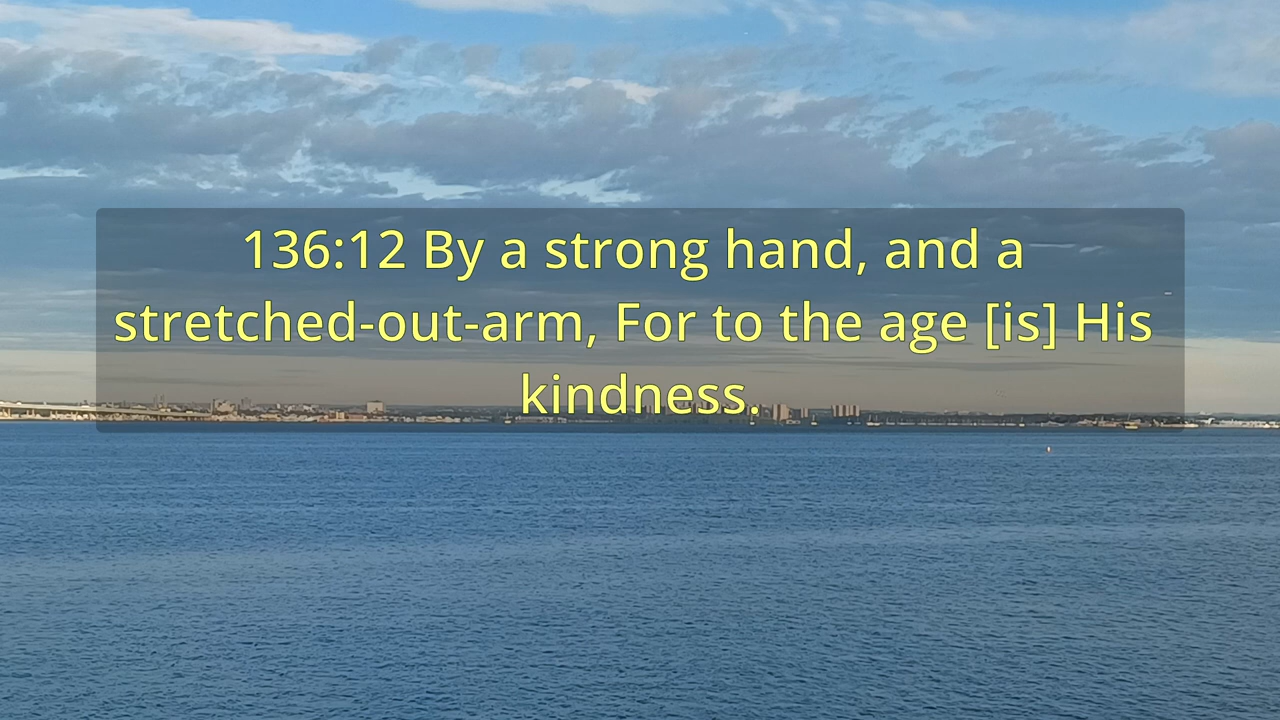 136:12 By a strong hand, and a
stretched-out-arm, For to the age [is] His
kindness.